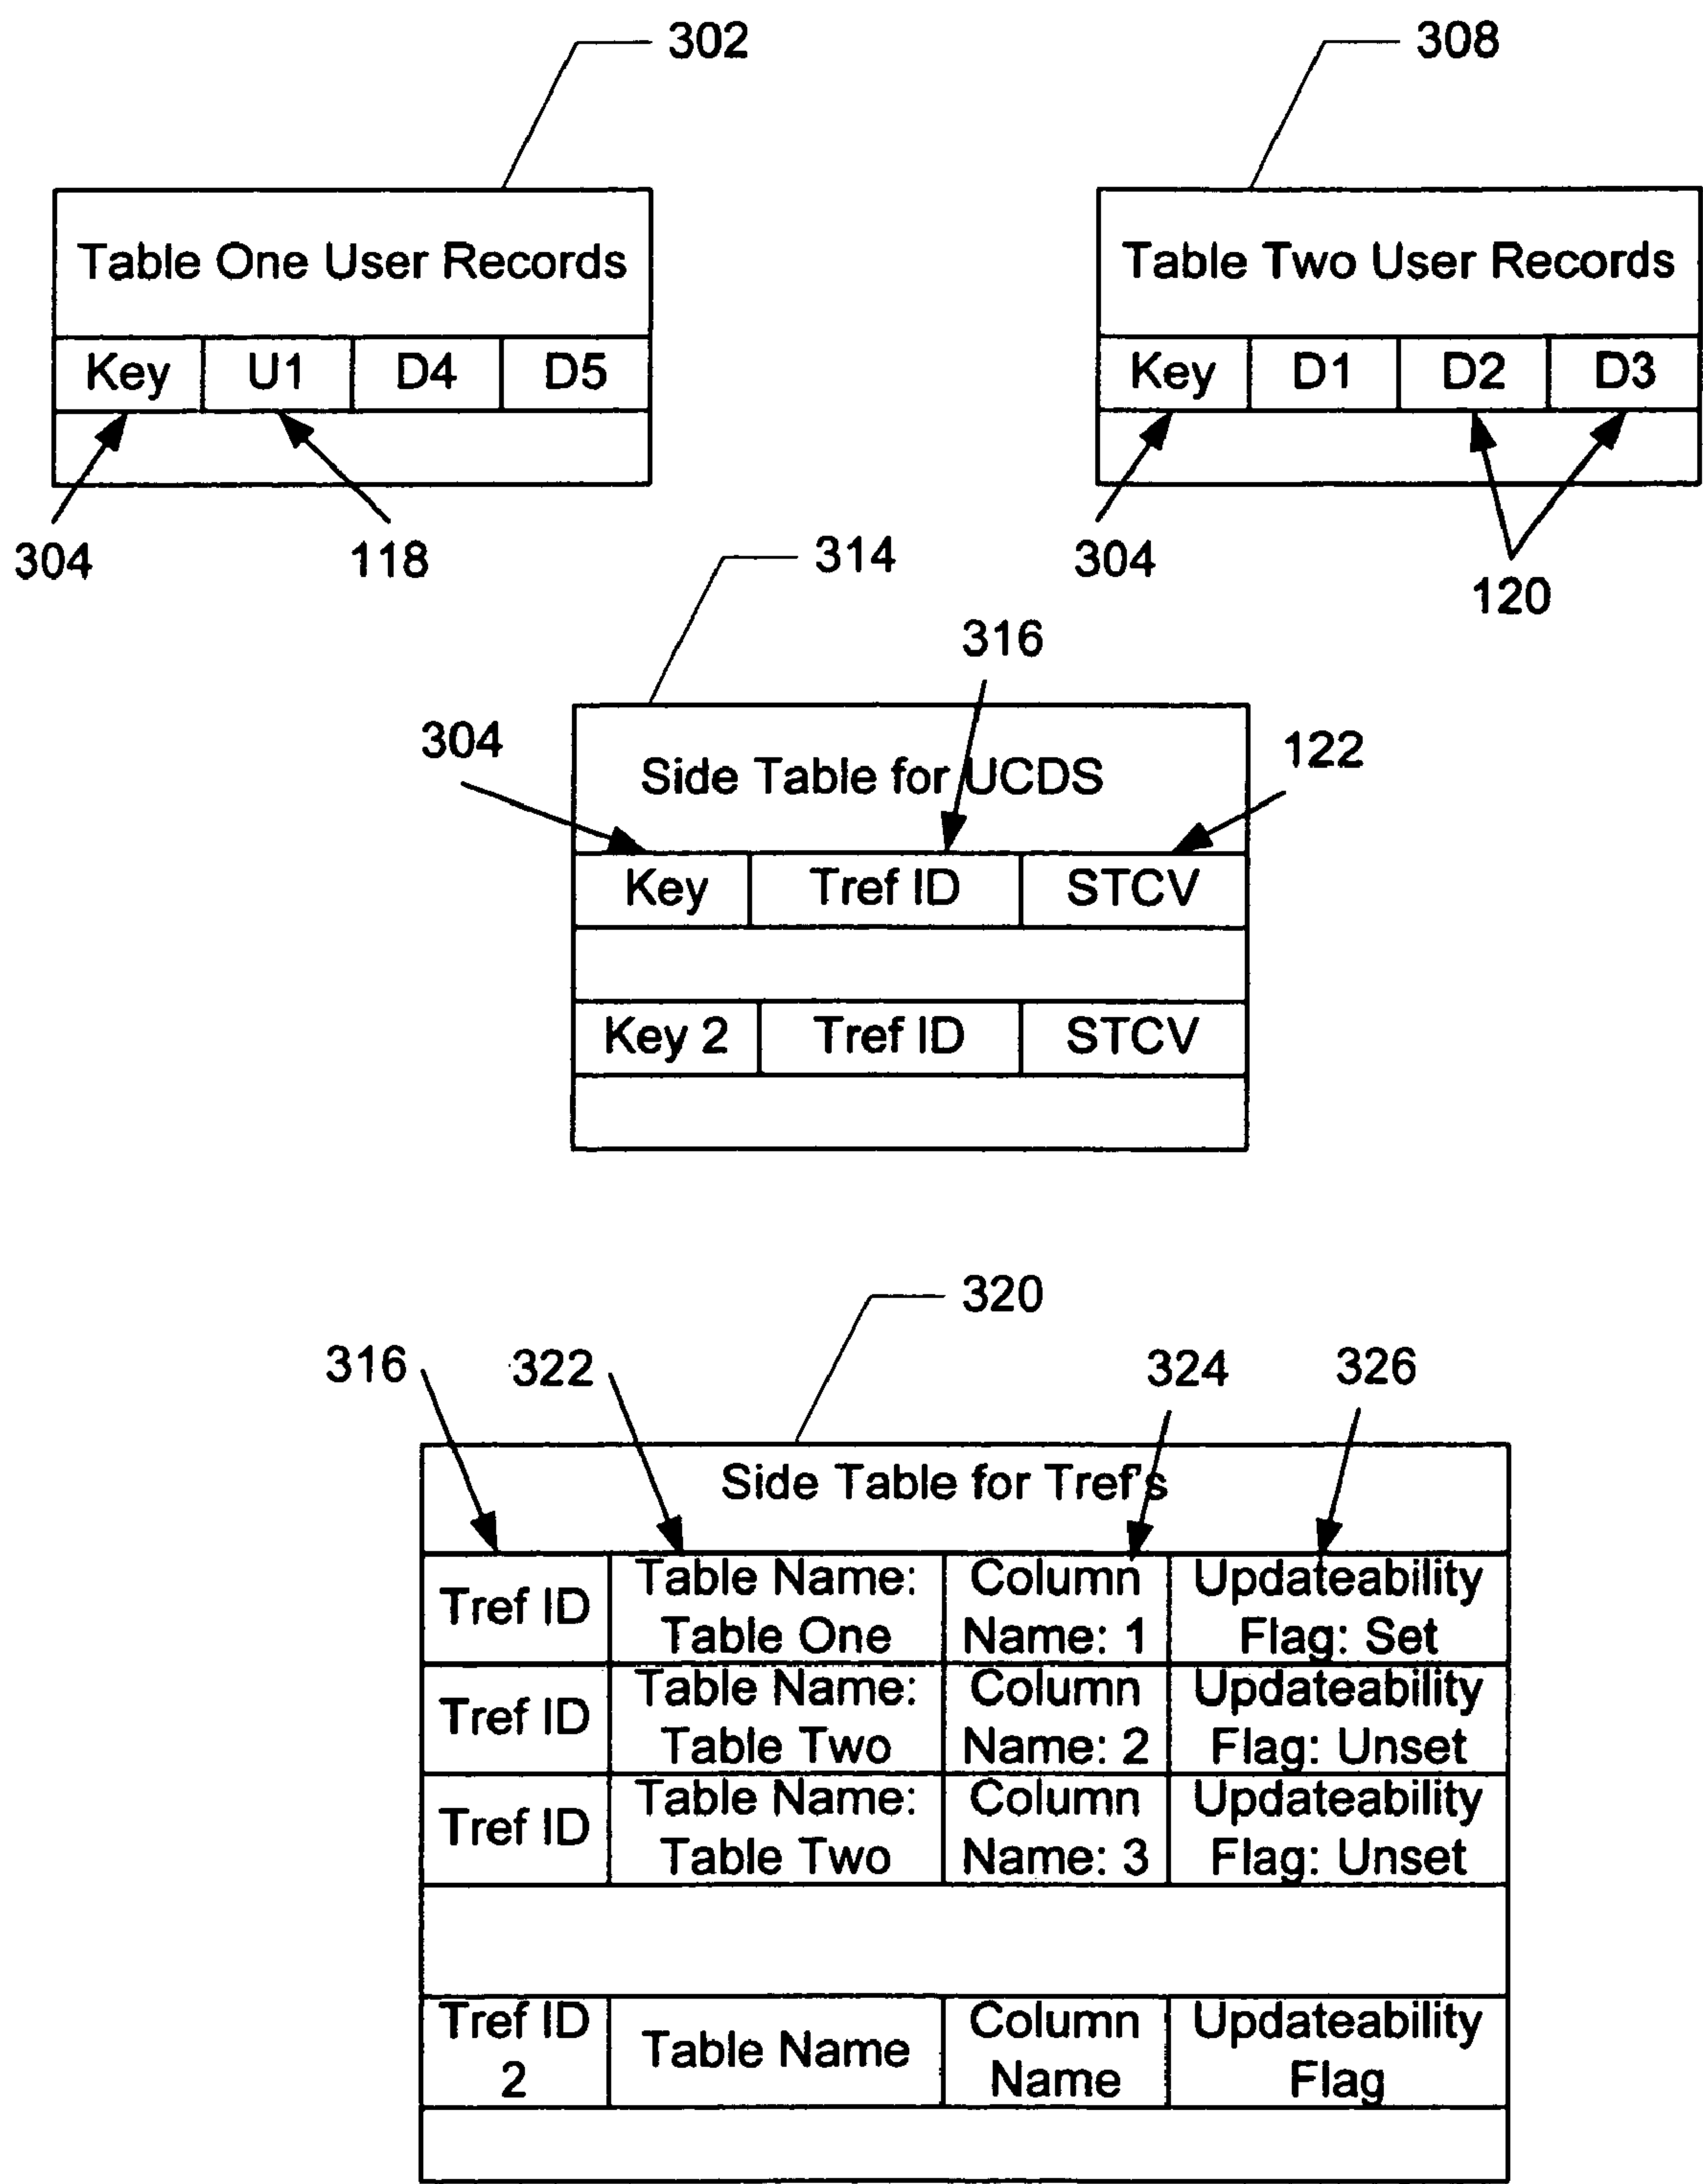 302
308
Table One User Records
Table Two User Records
Key U1 D4 D5
Key D1 D2 D3
304
118
304
120
314
316
304
122
Side Table for UCDS
Key Tref ID STCV
Key 2 Tref ID STCV
320
316
322
324
326
Side Table for Tref's
Tref ID
Table Name:
Table One
Column
Name: 1
Updateability
Flag: Set
Tref ID
Table Name:
Table Two
Column
Name: 2
Updateability
Flag: Unset
Tref ID
Table Name:
Table Two
Column
Name: 3
Updateability
Flag: Unset
Tref ID
2
Table Name
Column
Name
Updateability
Flag